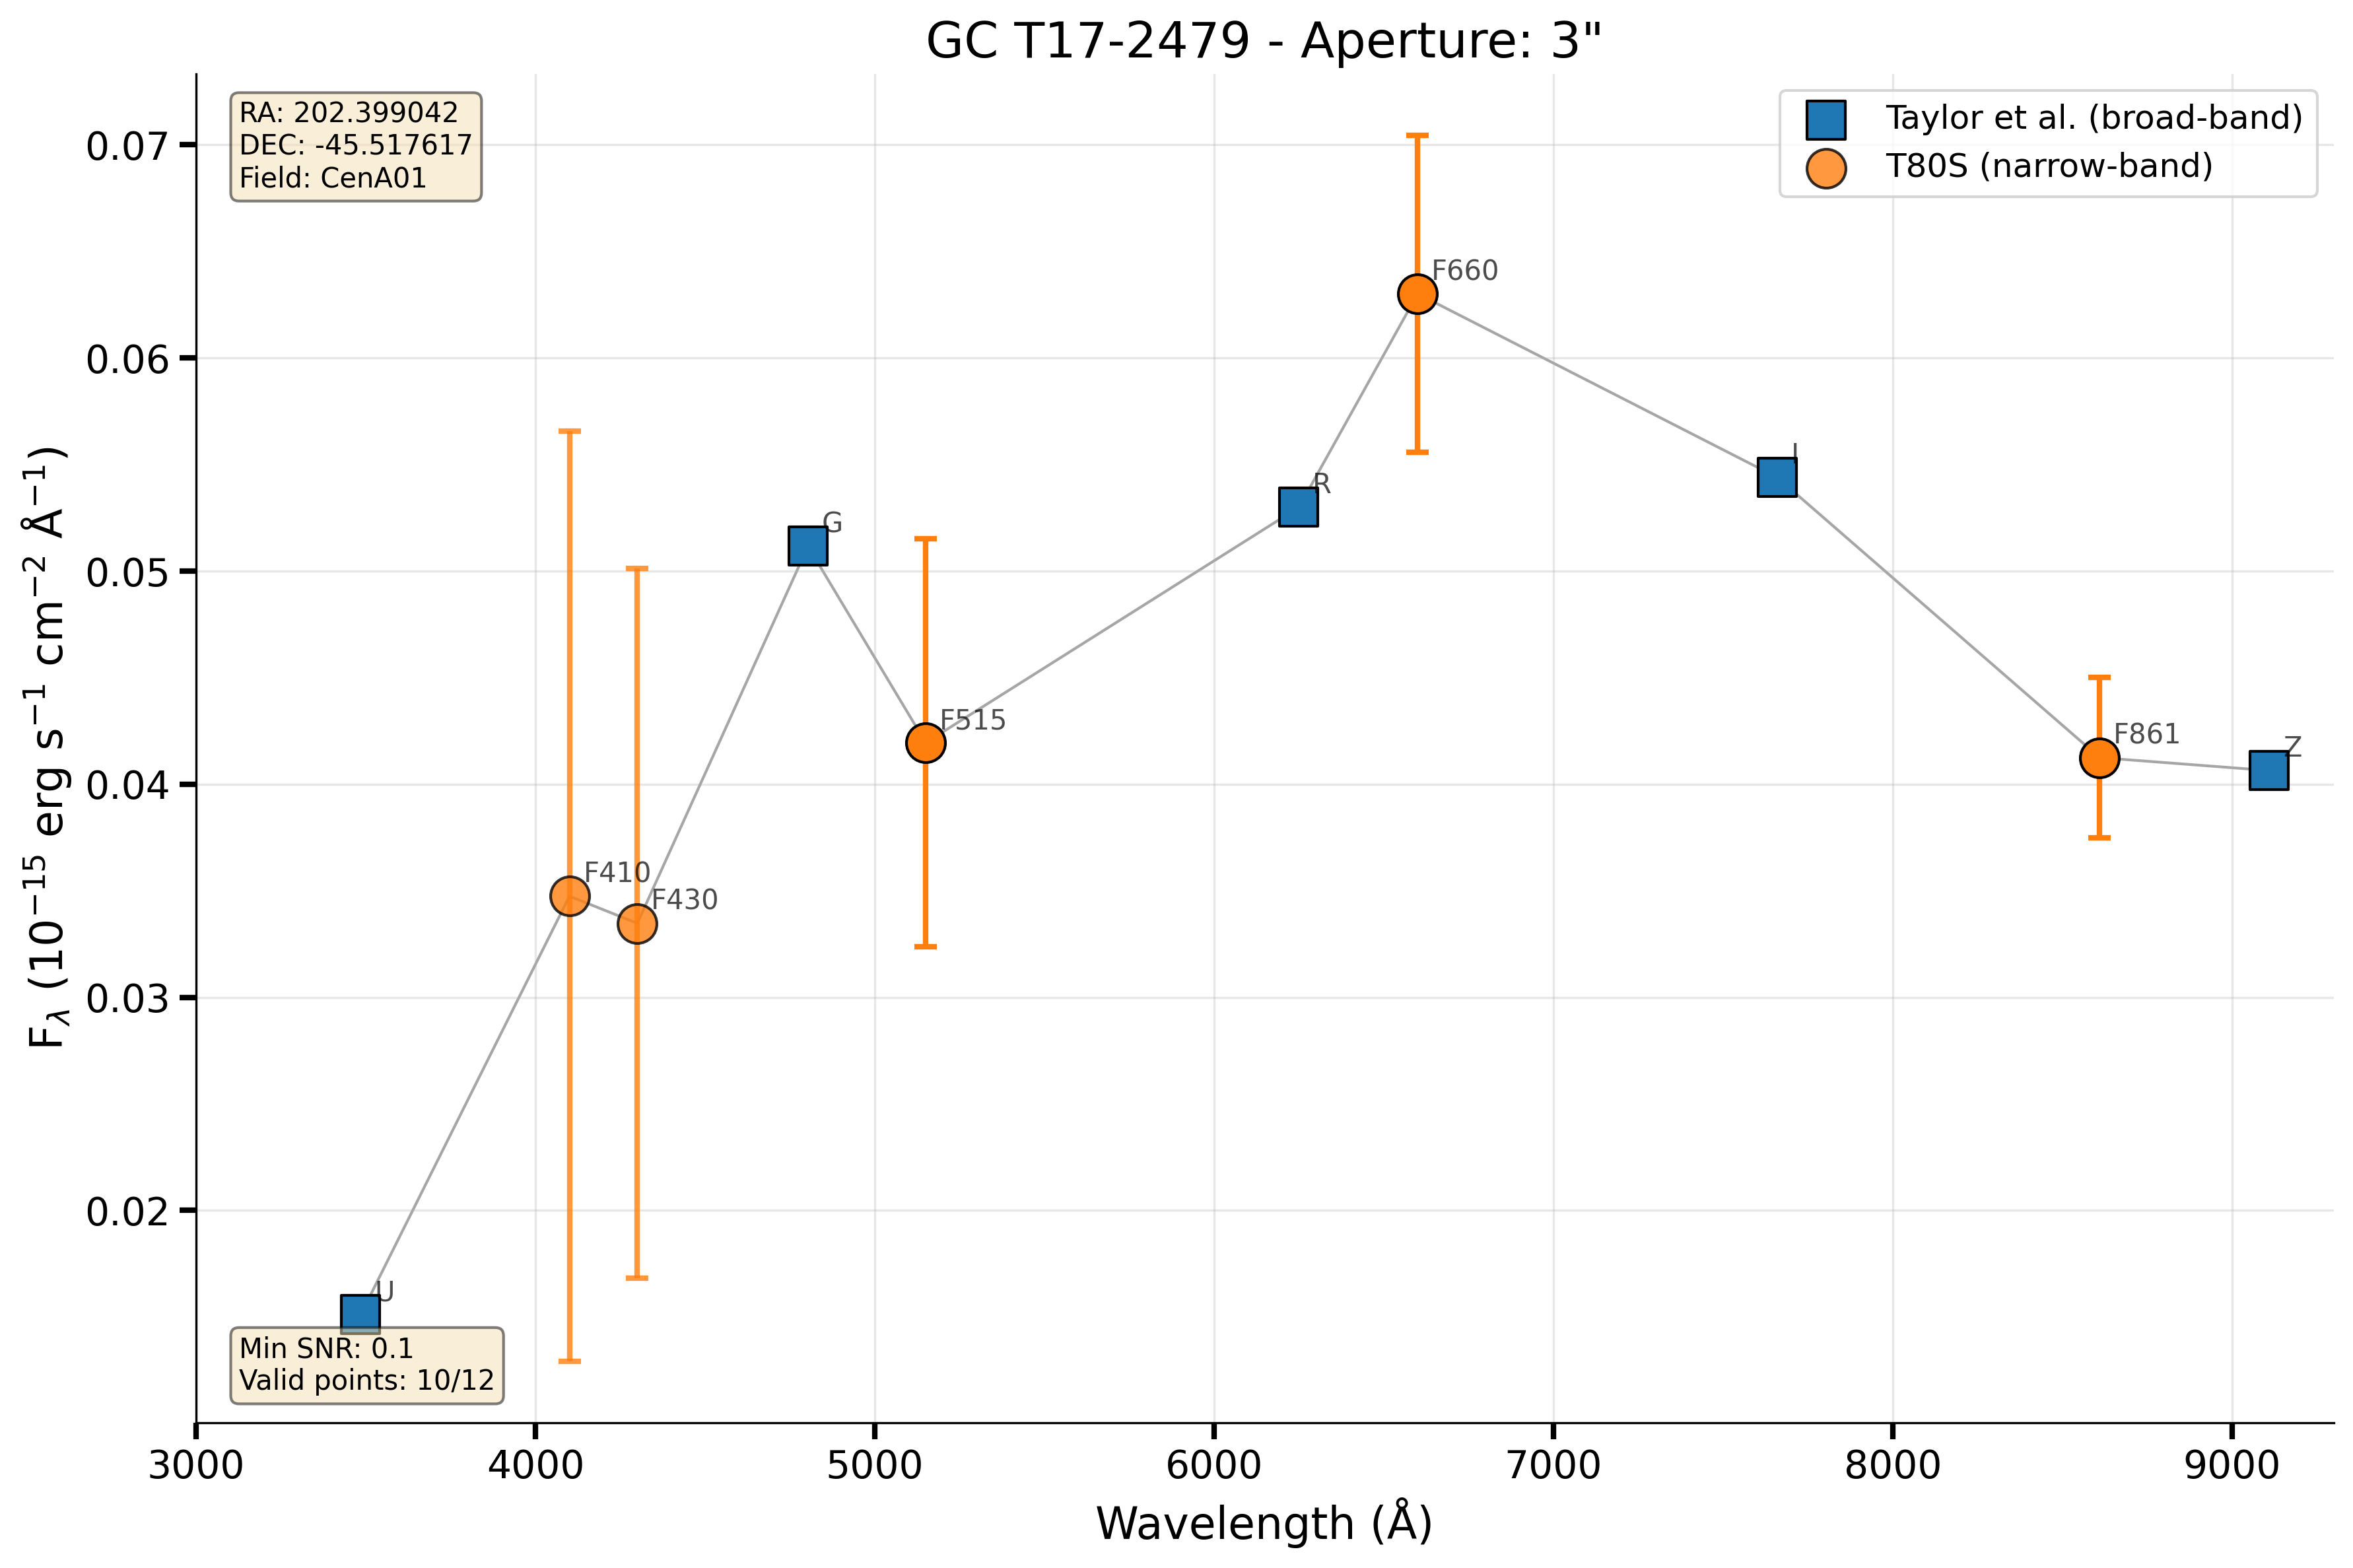 GC T17-2479 - Aperture: 3"
RA: 202.399042
DEC: -45.517617
Field: CenA01
Taylor et al. (broad-band)
T80S (narrow-band)
F660
I
R
G
F515
F861
Z
F410
F430
U
Min SNR: 0.1
Valid points: 10/12
0.07
0.06
0.05
0.04
0.03
0.02
F_λ (10⁻¹⁵ erg s⁻¹ cm⁻² Å⁻¹)
3000 4000 5000 6000 7000 8000 9000
Wavelength (Å)